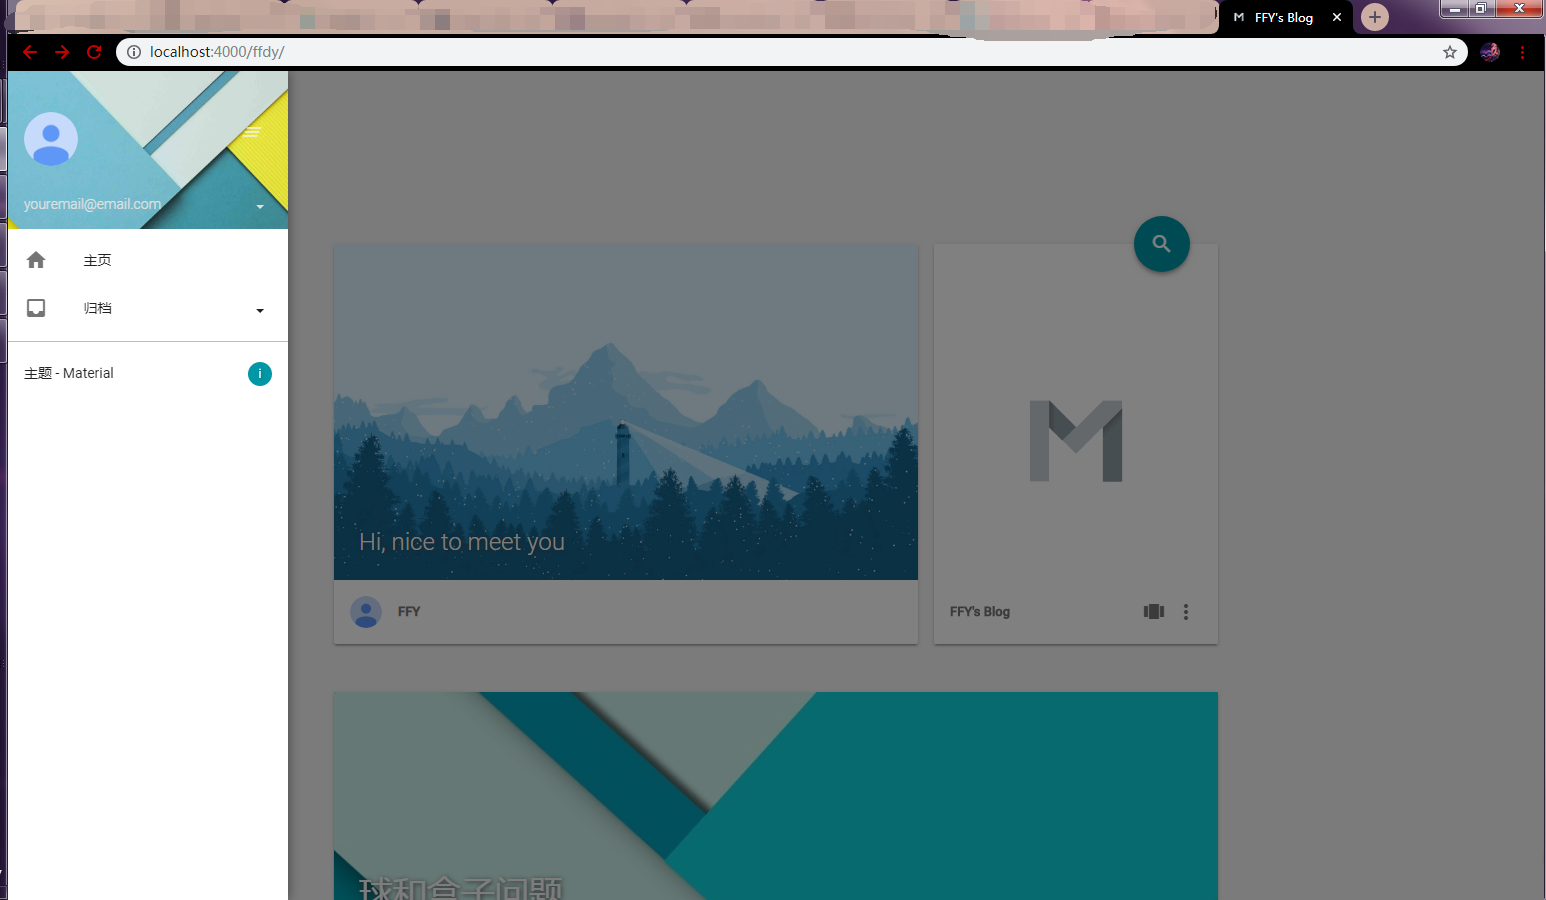 FFY's Blog
localhost:4000/ffdy/
youremail@email.com
主页
归档
主题 - Material
i
Hi, nice to meet you
FFY
FFY's Blog
球和盒子问题